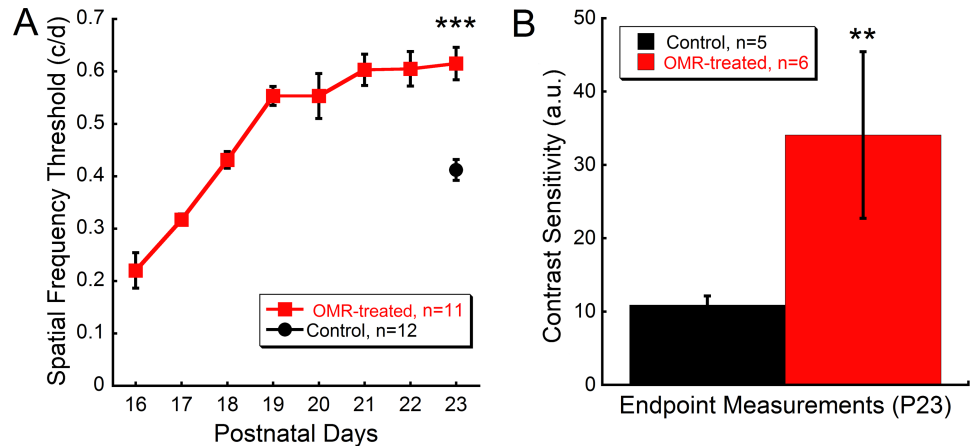 A
Spatial Frequency Threshold (c/d)
0.7
0.6
0.5
0.4
0.3
0.2
0.1
0
***
OMR-treated, n=11
Control, n=12
16 17 18 19 20 21 22 23
Postnatal Days
B
Contrast Sensitivity (a.u.)
50
40
30
20
10
0
Control, n=5
OMR-treated, n=6
**
Endpoint Measurements (P23)